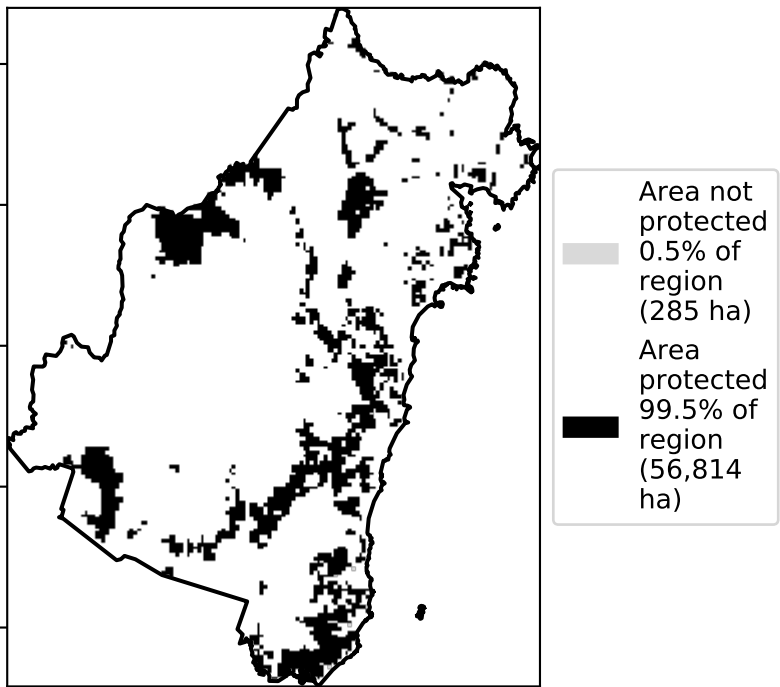 Area not
protected
0.5% of
region
(285 ha)
Area
protected
99.5% of
region
(56,814
ha)